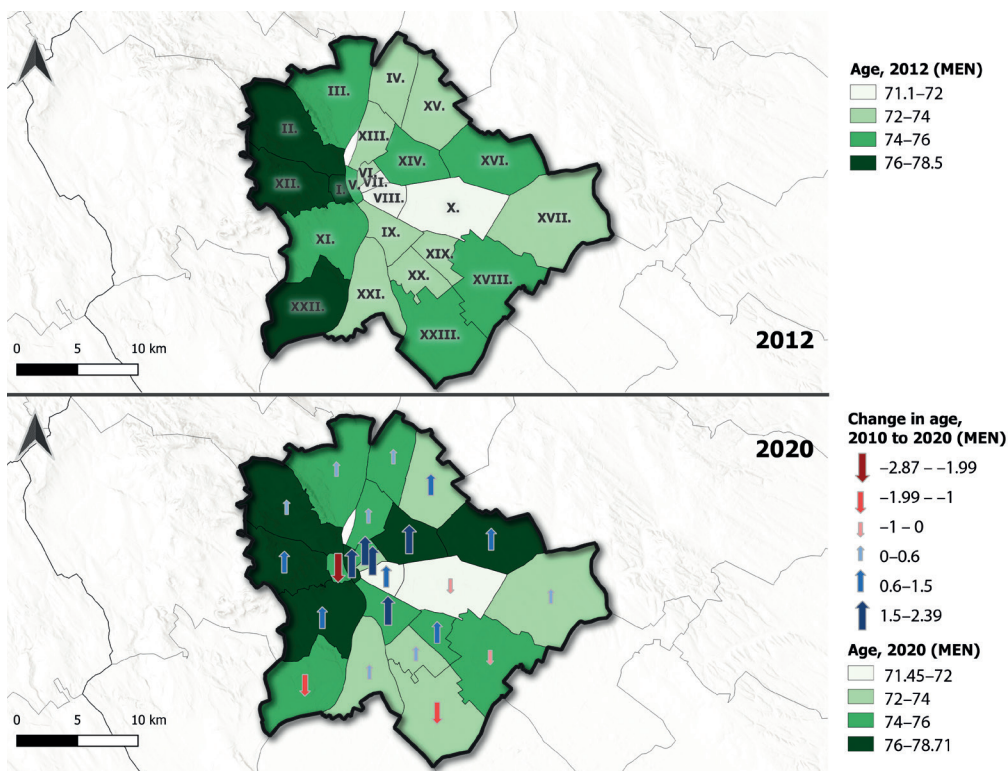 Age, 2012 (MEN)
71.1–72
72–74
74–76
76–78.5
III.
IV.
XV.
II.
XIII.
XIV.
XVI.
XII.
I.
V.
VI.
VII.
VIII.
X.
XVII.
XI.
IX.
XIX.
XX.
XVIII.
XXII.
XXI.
XXIII.
2012
0 5 10 km
2020
Change in age,
2010 to 2020 (MEN)
–2.87 – –1.99
–1.99 – –1
–1 – 0
0–0.6
0.6–1.5
1.5–2.39
Age, 2020 (MEN)
71.45–72
72–74
74–76
76–78.71
0 5 10 km